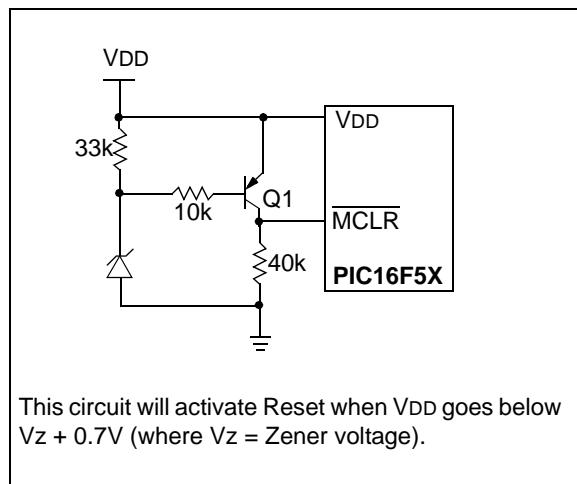 VDD
VDD
33k
Q1
10k
MCLR
40k
PIC16F5X
This circuit will activate Reset when VDD goes below
Vz + 0.7V (where Vz = Zener voltage).